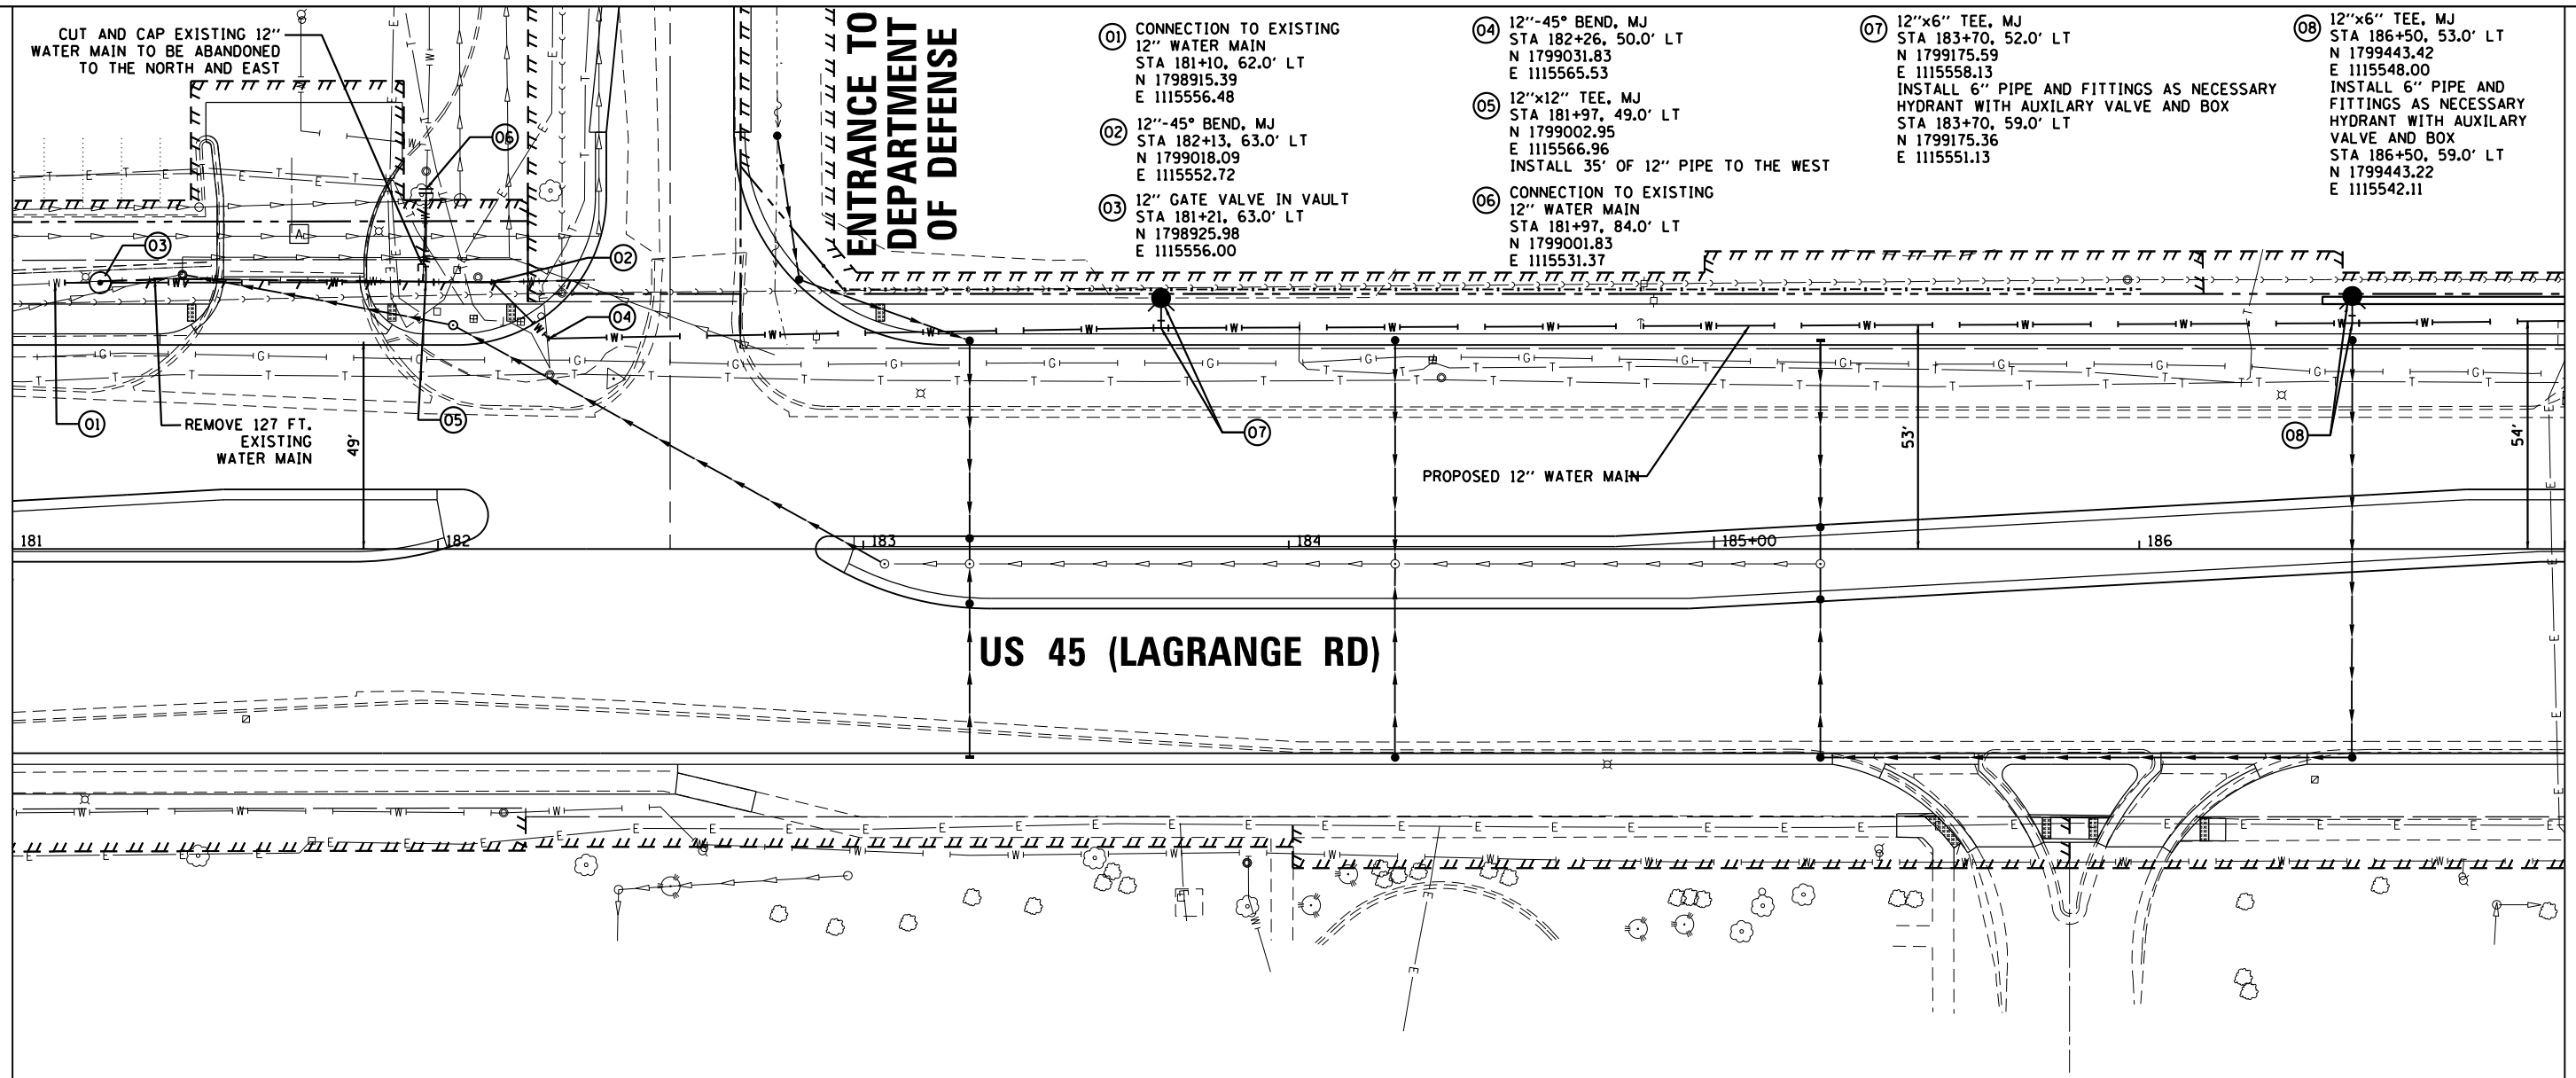 CUT AND CAP EXISTING 12"
WATER MAIN TO BE ABANDONED
TO THE NORTH AND EAST
ENTRANCE TO
DEPARTMENT
OF DEFENSE
01 CONNECTION TO EXISTING
12" WATER MAIN
STA 181+10, 62.0' LT
N 1798915.39
E 1115556.48
02 12"-45° BEND, MJ
STA 182+13, 63.0' LT
N 1799018.09
E 1115552.72
03 12" GATE VALVE IN VAULT
STA 181+21, 63.0' LT
N 1798925.98
E 1115556.00
04 12"-45° BEND, MJ
STA 182+26, 50.0' LT
N 1799031.83
E 1115565.53
05 12"x12" TEE, MJ
STA 181+97, 49.0' LT
N 1799002.95
E 1115566.96
INSTALL 35' OF 12" PIPE TO THE WEST
06 CONNECTION TO EXISTING
12" WATER MAIN
STA 181+97, 84.0' LT
N 1799001.83
E 1115531.37
07 12"x6" TEE, MJ
STA 183+70, 52.0' LT
N 1799175.59
E 1115558.13
INSTALL 6" PIPE AND FITTINGS AS NECESSARY
HYDRANT WITH AUXILARY VALVE AND BOX
STA 183+70, 59.0' LT
N 1799175.36
E 1115551.13
08 12"x6" TEE, MJ
STA 186+50, 53.0' LT
N 1799443.42
E 1115548.00
INSTALL 6" PIPE AND
FITTINGS AS NECESSARY
HYDRANT WITH AUXILARY
VALVE AND BOX
STA 186+50, 59.0' LT
N 1799443.22
E 1115542.11
06
03
02
04
A
01
REMOVE 127 FT.
EXISTING
WATER MAIN
49'
05
07
PROPOSED 12" WATER MAIN
53'
08
54'
181
182
183
184
185+00
186
US 45 (LAGRANGE RD)